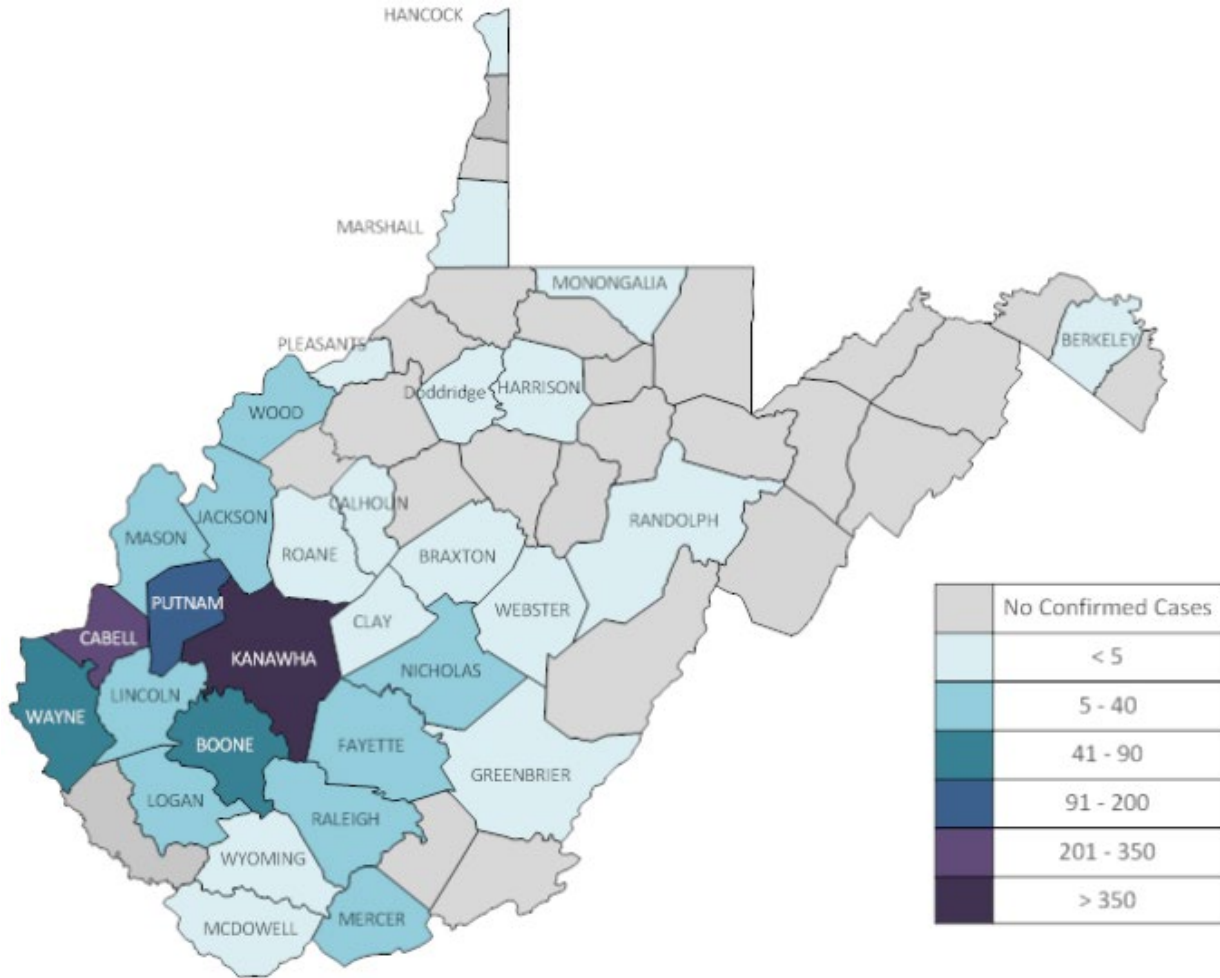 HANCOCK
MARSHALL
MONONGALIA
BERKELEY
PLEASANTS
Doddridge
HARRISON
WOOD
CALHOUN
JACKSON
MASON
ROANE
BRAXTON
RANDOLPH
PUTNAM
CLAY
WEBSTER
CABELL
KANAWHA
NICHOLAS
LINCOLN
WAYNE
BOONE
FAYETTE
GREENBRIER
LOGAN
RALEIGH
WYOMING
MERCER
MCDOWELL
No Confirmed Cases
< 5
5 - 40
41 - 90
91 - 200
201 - 350
> 350